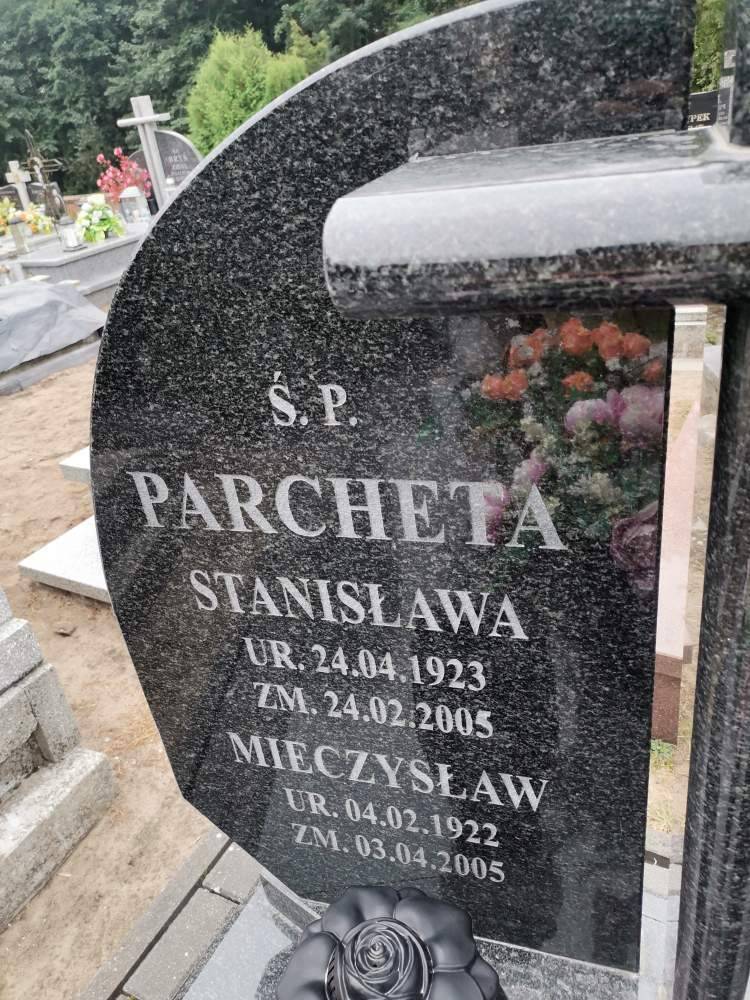 Ś. P.
PARCHETA
STANISŁAWA
UR. 24.04.1923
ZM. 24.02.2005
MIECZYSŁAW
UR. 04.02.1922
ZM. 03.04.2005